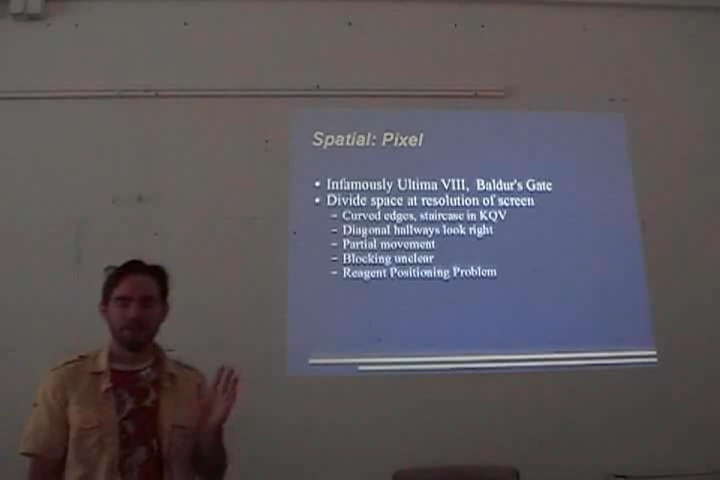 Spatial: Pixel
• Infamously Ultima VIII, Baldur's Gate
• Divide space at resolution of screen
– Curved edges, staircase in KQV
– Diagonal hallways look right
– Partial movement
– Blocking unclear
– Reagent Positioning Problem